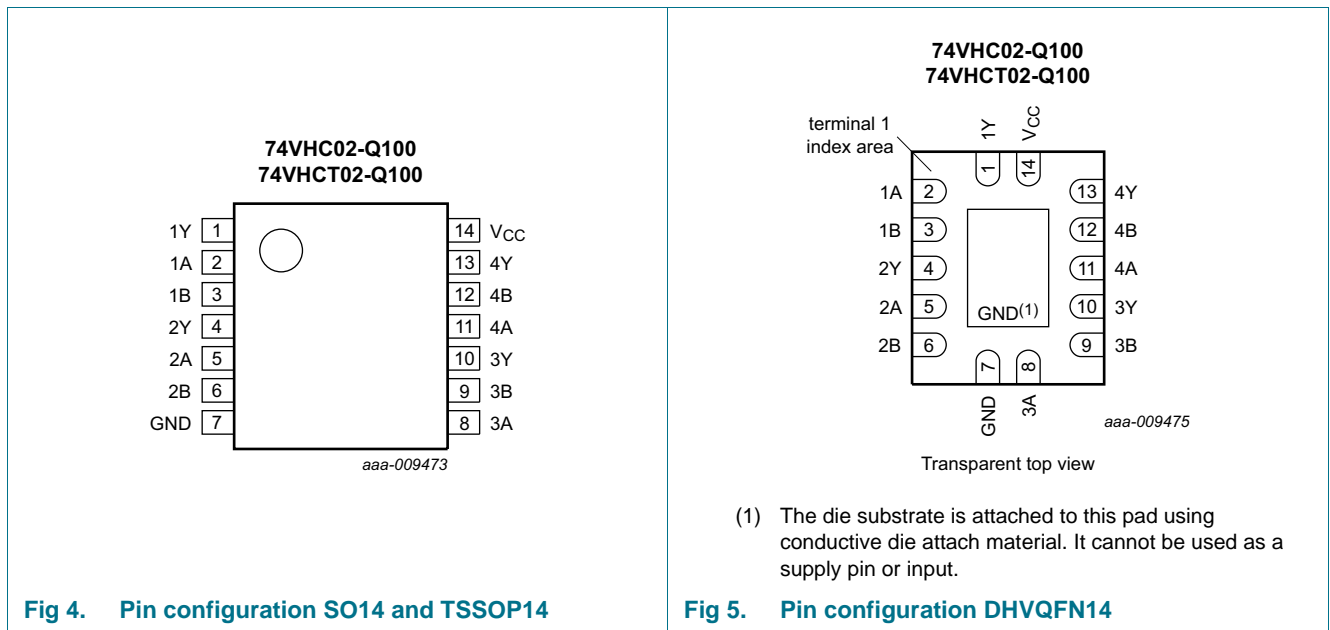 74VHC02-Q100
74VHCT02-Q100
1Y 1
14 VCC
1A 2
13 4Y
1B 3
12 4B
2Y 4
11 4A
2A 5
10 3Y
2B 6
9 3B
GND 7
8 3A
aaa-009473
Fig 4. Pin configuration SO14 and TSSOP14
74VHC02-Q100
74VHCT02-Q100
terminal 1
index area
1Y
VCC
1
14
1A 2
13 4Y
1B 3
12 4B
2Y 4
11 4A
2A 5
GND(1)
10 3Y
2B 6
9 3B
7
8
GND
3A
aaa-009475
Transparent top view
(1) The die substrate is attached to this pad using
conductive die attach material. It cannot be used as a
supply pin or input.
Fig 5. Pin configuration DHVQFN14